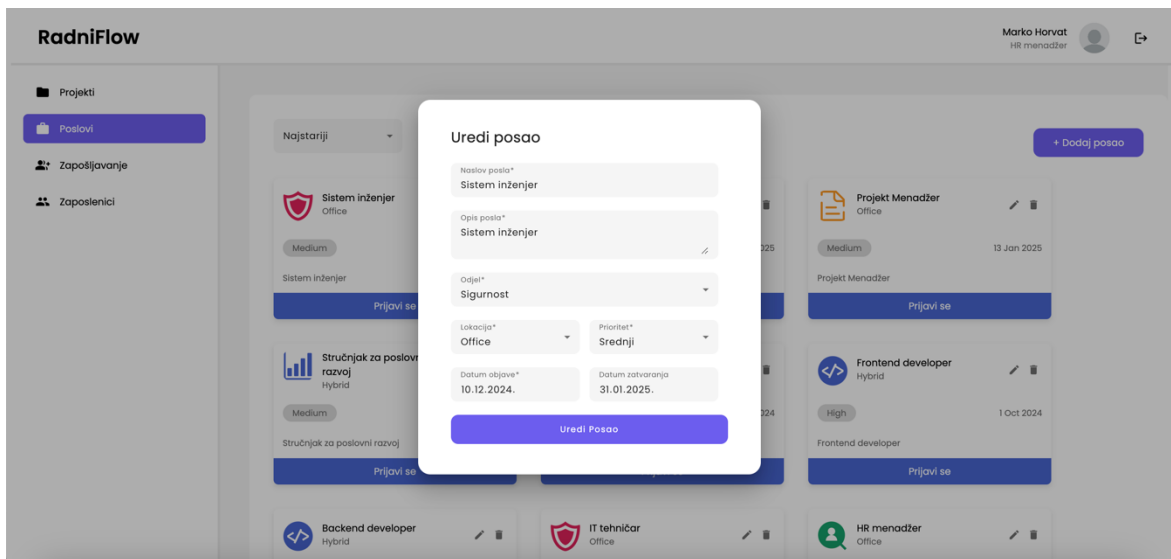 RadniFlow
Marko Horvat
HR menadžer
Projekti
Poslovi
Zapošljavanje
Zaposlenici
Najstariji
+ Dodaj posao
Sistem inženjer
Office
Medium
Sistem inženjer
Prijavi se
2025
Projekt Menadžer
Office
Medium
13 Jan 2025
Projekt Menadžer
Prijavi se
Uredi posao
Naslov posla*
Sistem inženjer
Opis posla*
Sistem inženjer
Odjel*
Sigurnost
Lokacija*
Office
Prioritet*
Srednji
Datum objave*
10.12.2024.
Datum zatvaranja
31.01.2025.
Uredi Posao
Stručnjak za poslovni
razvoj
Hybrid
Medium
Stručnjak za poslovni razvoj
Prijavi se
Frontend developer
Hybrid
High
1 Oct 2024
Frontend developer
Prijavi se
Backend developer
Hybrid
IT tehničar
Office
HR menadžer
Office